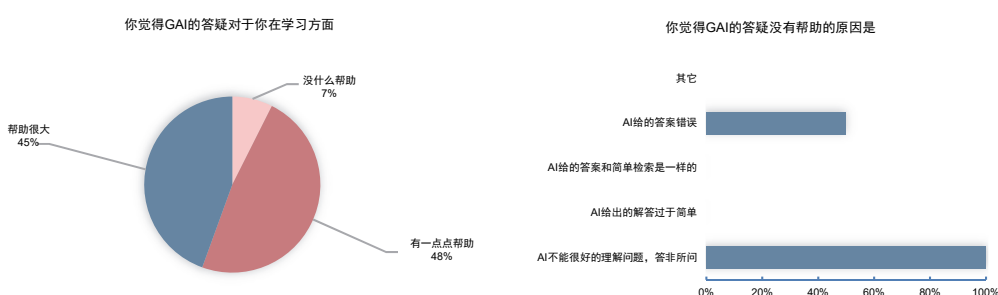 你觉得GAI的答疑对于你在学习方面
没什么帮助
7%
帮助很大
45%
有一点点帮助
48%
你觉得GAI的答疑没有帮助的原因是
其它
AI给的答案错误
AI给的答案和简单检索是一样的
AI给出的解答过于简单
AI不能很好的理解问题，答非所问
0% 20% 40% 60% 80% 100%